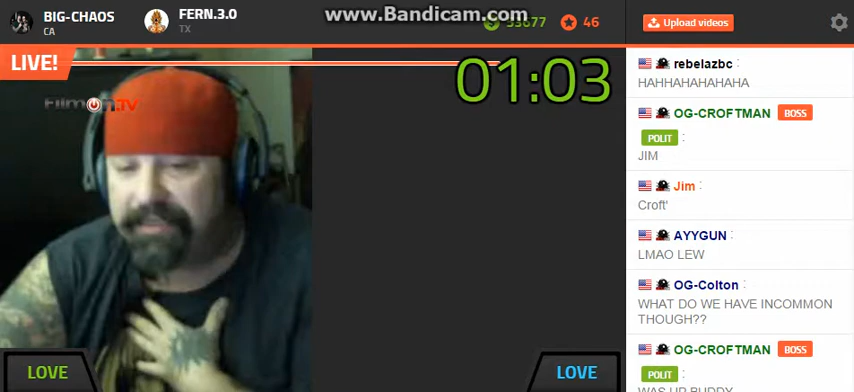 BIG-CHAOS
CA
FERN.3.0
TX
www.Bandicam.com
46
Upload videos
LIVE!
FilmOn.TV
01:03
rebelazbc :
HAHHAHAHAHAHA
OG-CROFTMAN BOSS
POLIT :
JIM
Jim :
Croft'
AYYGUN :
LMAO LEW
OG-Colton :
WHAT DO WE HAVE INCOMMON
THOUGH??
OG-CROFTMAN BOSS
POLIT :
WAS UP BUDDY
LOVE
LOVE